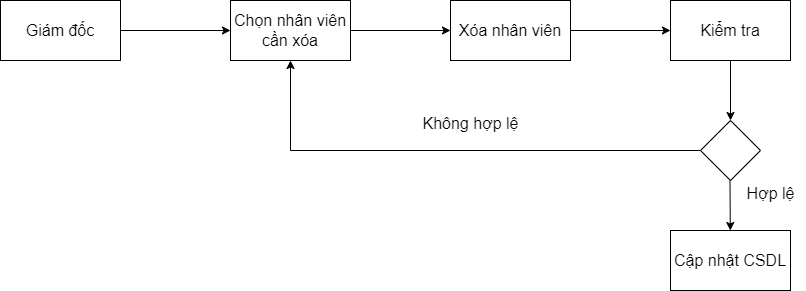 Giám đốc
Chọn nhân viên
cần xóa
Xóa nhân viên
Kiểm tra
Không hợp lệ
Hợp lệ
Cập nhật CSDL